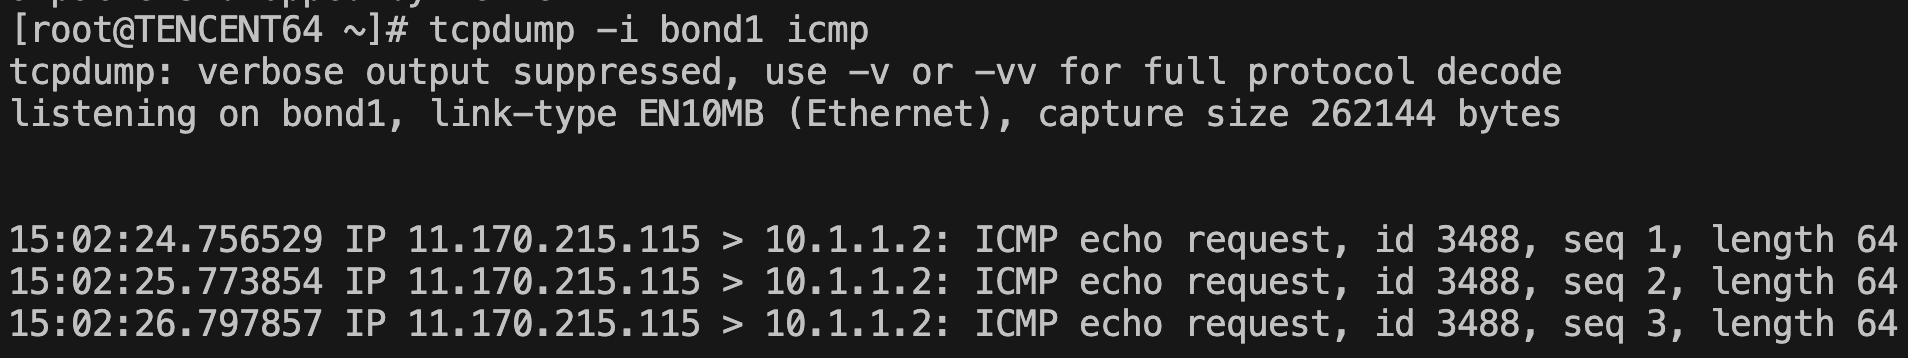 [root@TENCENT64 ~]# tcpdump -i bond1 icmp
tcpdump: verbose output suppressed, use -v or -vv for full protocol decode
listening on bond1, link-type EN10MB (Ethernet), capture size 262144 bytes
15:02:24.756529 IP 11.170.215.115 > 10.1.1.2: ICMP echo request, id 3488, seq 1, length 64
15:02:25.773854 IP 11.170.215.115 > 10.1.1.2: ICMP echo request, id 3488, seq 2, length 64
15:02:26.797857 IP 11.170.215.115 > 10.1.1.2: ICMP echo request, id 3488, seq 3, length 64